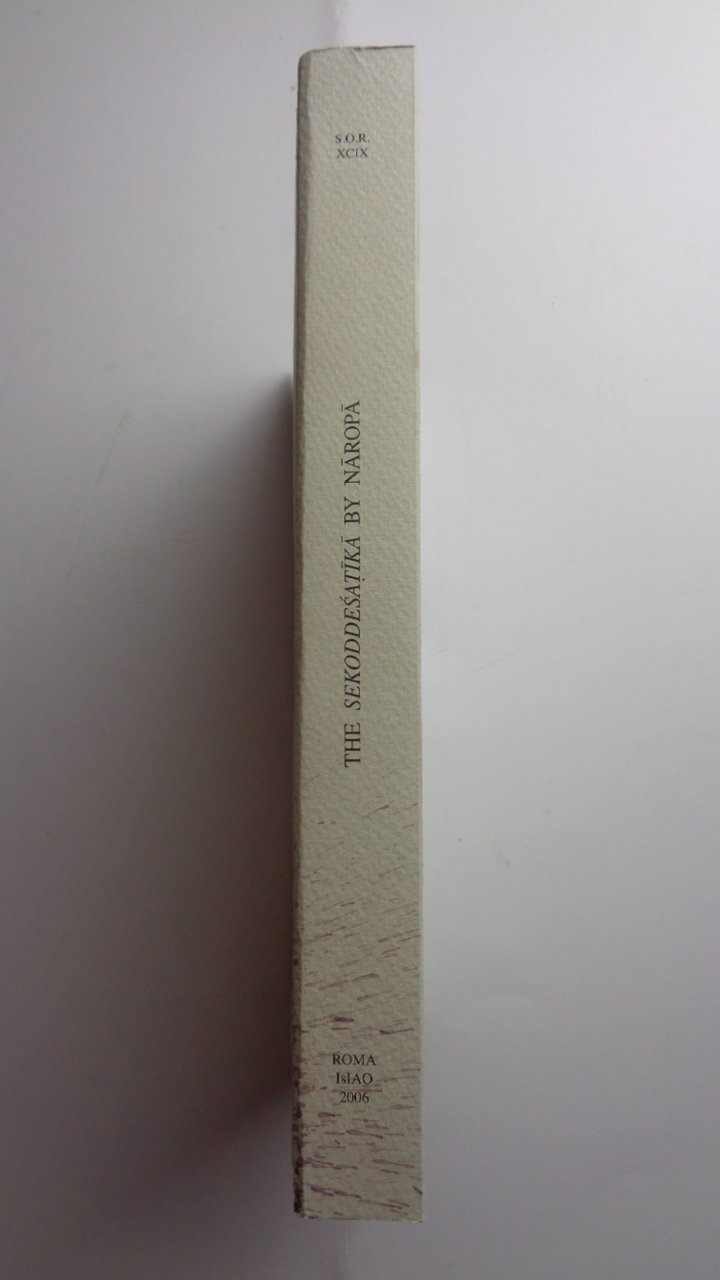 S.O.R.
XCIX
THE SEKODDEŚAṬĪKĀ BY NĀROPĀ
ROMA
IsIAO
2006